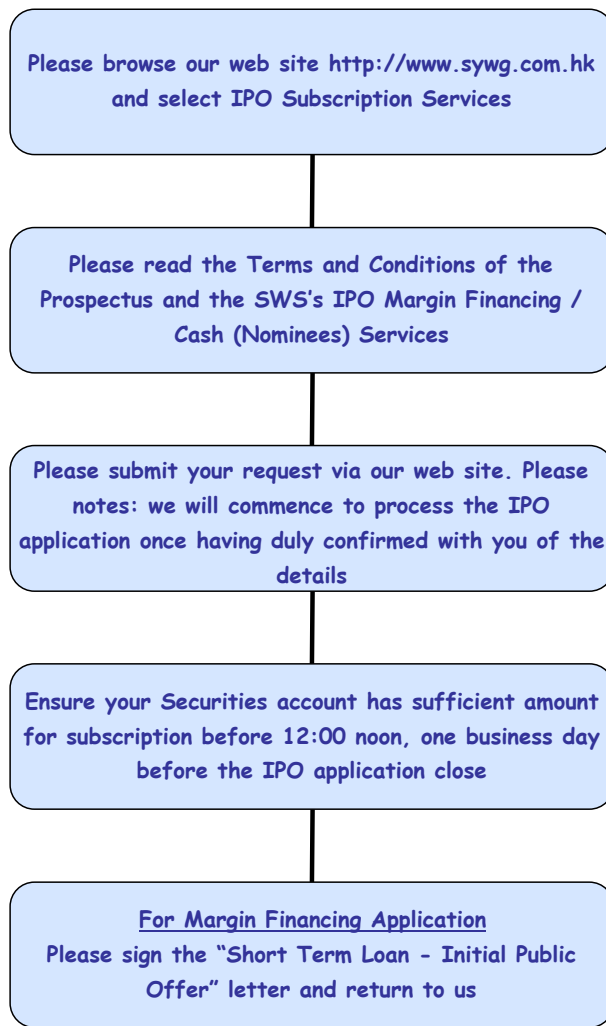 Please browse our web site http://www.sywg.com.hk
and select IPO Subscription Services
Please read the Terms and Conditions of the
Prospectus and the SWS's IPO Margin Financing /
Cash (Nominees) Services
Please submit your request via our web site. Please
notes: we will commence to process the IPO
application once having duly confirmed with you of the
details
Ensure your Securities account has sufficient amount
for subscription before 12:00 noon, one business day
before the IPO application close
For Margin Financing Application
Please sign the “Short Term Loan - Initial Public
Offer” letter and return to us